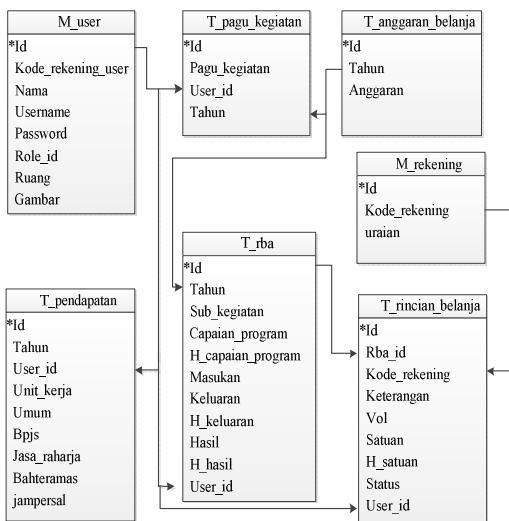 M_user
*Id
Kode_rekening_user
Nama
Username
Password
Role_id
Ruang
Gambar
T_pagu_kegiatan
*Id
Pagu_kegiatan
User_id
Tahun
T_anggaran_belanja
*Id
Tahun
Anggaran
M_rekening
*Id
Kode_rekening
uraian
T_rba
*Id
Tahun
Sub_kegiatan
Capaian_program
H_capaian_program
Masukan
Keluaran
H_keluaran
Hasil
H_hasil
User_id
T_pendapatan
*Id
Tahun
User_id
Unit_kerja
Umum
Bpjs
Jasa_raharja
Bahteramas
jampersal
T_rincian_belanja
*Id
Rba_id
Kode_rekening
Keterangan
Vol
Satuan
H_satuan
Status
User_id